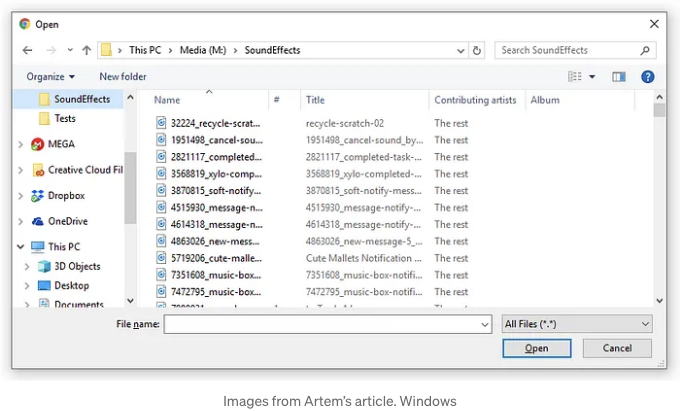 Open
This PC > Media (M:) > SoundEffects
Search SoundEffects
Organize
New folder
SoundEffects
Tests
MEGA
Creative Cloud Fil
Dropbox
OneDrive
This PC
3D Objects
Desktop
Documents
Name # Title Contributing artists Album
32224_recycle-scrat... recycle-scratch-02 The rest
1951498_cancel-sou... 1951498_cancel-sound_by... The rest
2821117_completed... 2821117_completed-task-... The rest
3568819_xylo-comp... 3568819_xylo-completed-... The rest
3870815_soft-notify... 3870815_soft-notify-mess... The rest
4515930_message-n... 4515930_message-notify-... The rest
4614318_message-n... 4614318_message-notify-... The rest
4863026_new-mess... 4863026_new-message-5_... The rest
5719206_cute-malle... Cute Mallets Notification ... The rest
7351608_music-box... 7351608_music-box-notifi... The rest
7472795_music-box... 7472795_music-box-notifi... The rest
File name:
All Files (*.*)
Open
Cancel
Images from Artem's article. Windows